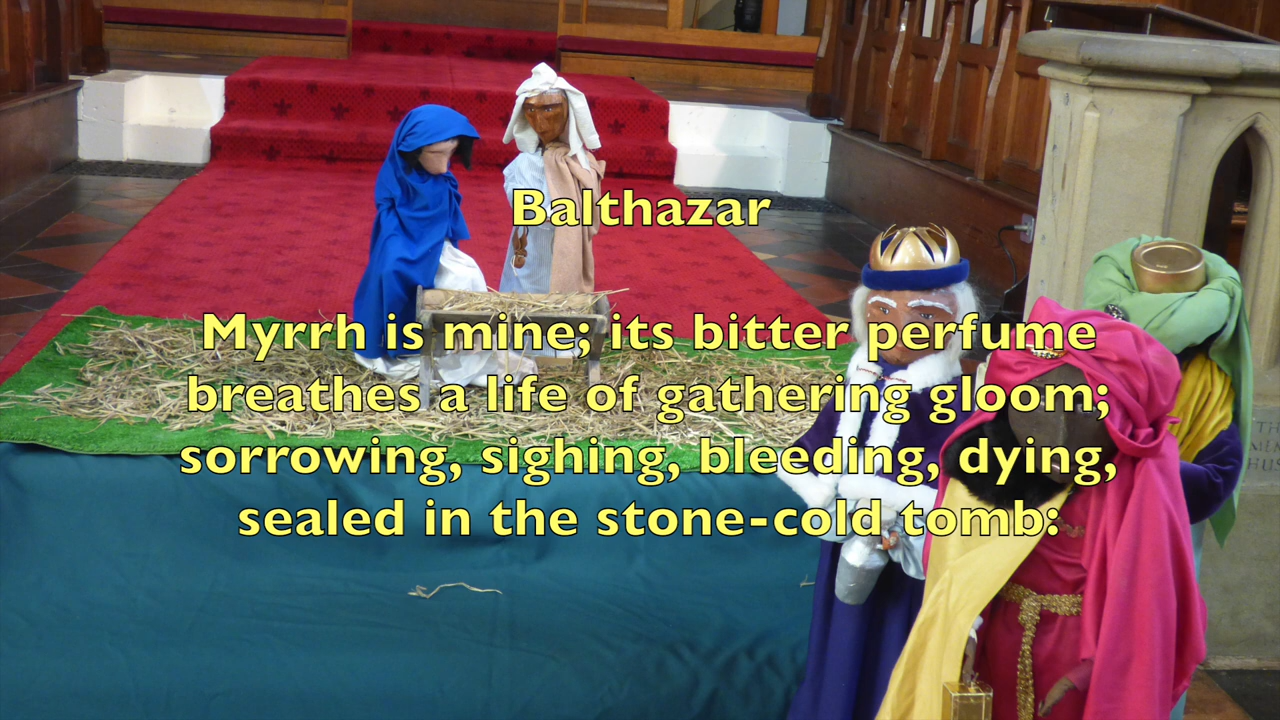 Balthazar
Myrrh is mine; its bitter perfume
breathes a life of gathering gloom;
sorrowing, sighing, bleeding, dying,
sealed in the stone-cold tomb: